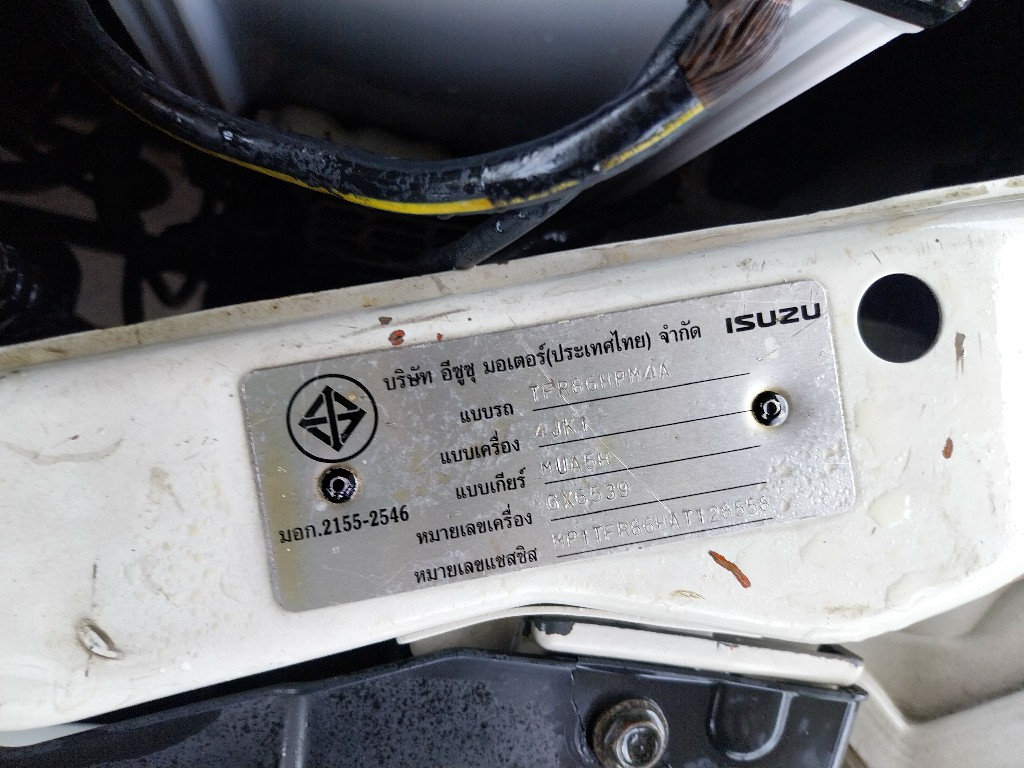 ISUZU
บริษัท อีซูซุ มอเตอร์(ประเทศไทย) จำกัด
แบบรถ TFR86HPM4A
แบบเครื่อง 4JK1
แบบเกียร์ MUA5H
หมายเลขเครื่อง GX6539
หมายเลขแชสซิส MP1TFR86HAT128558
มอก.2155-2546